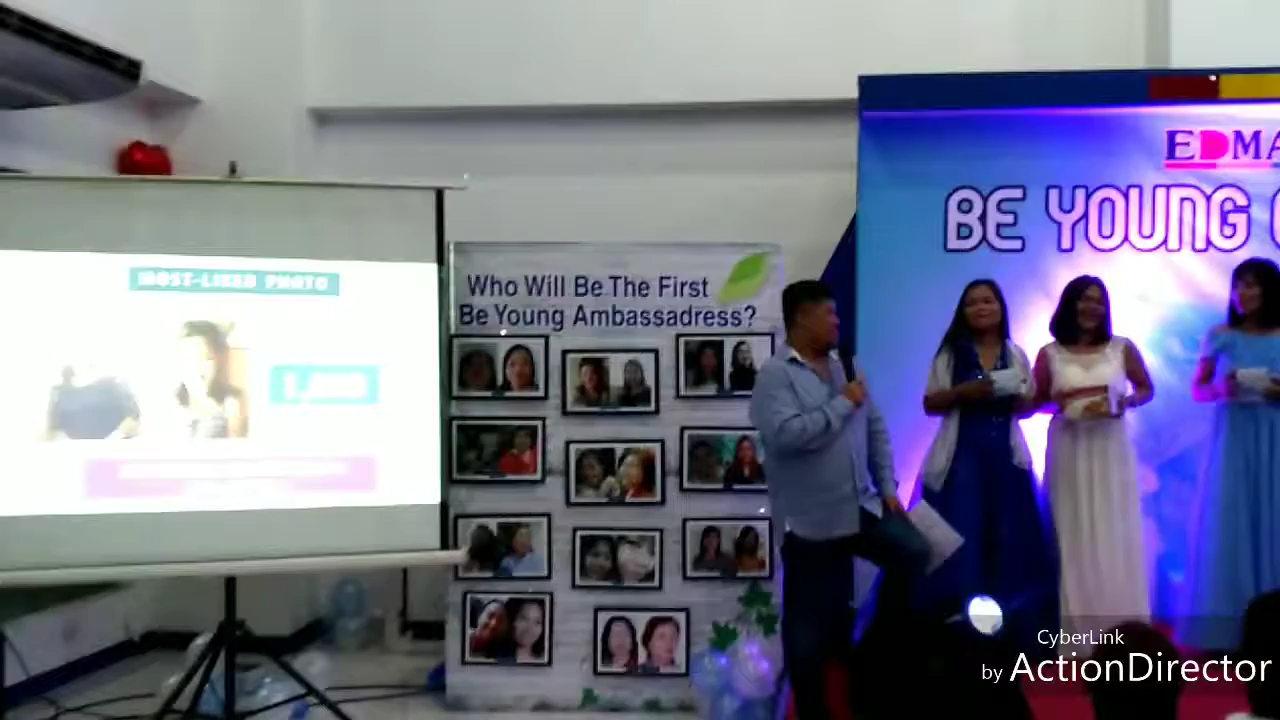 MOST-LIKED PHOTO
Who Will Be The First
Be Young Ambassadress?
EDMA
BE YOUNG
CyberLink
by ActionDirector